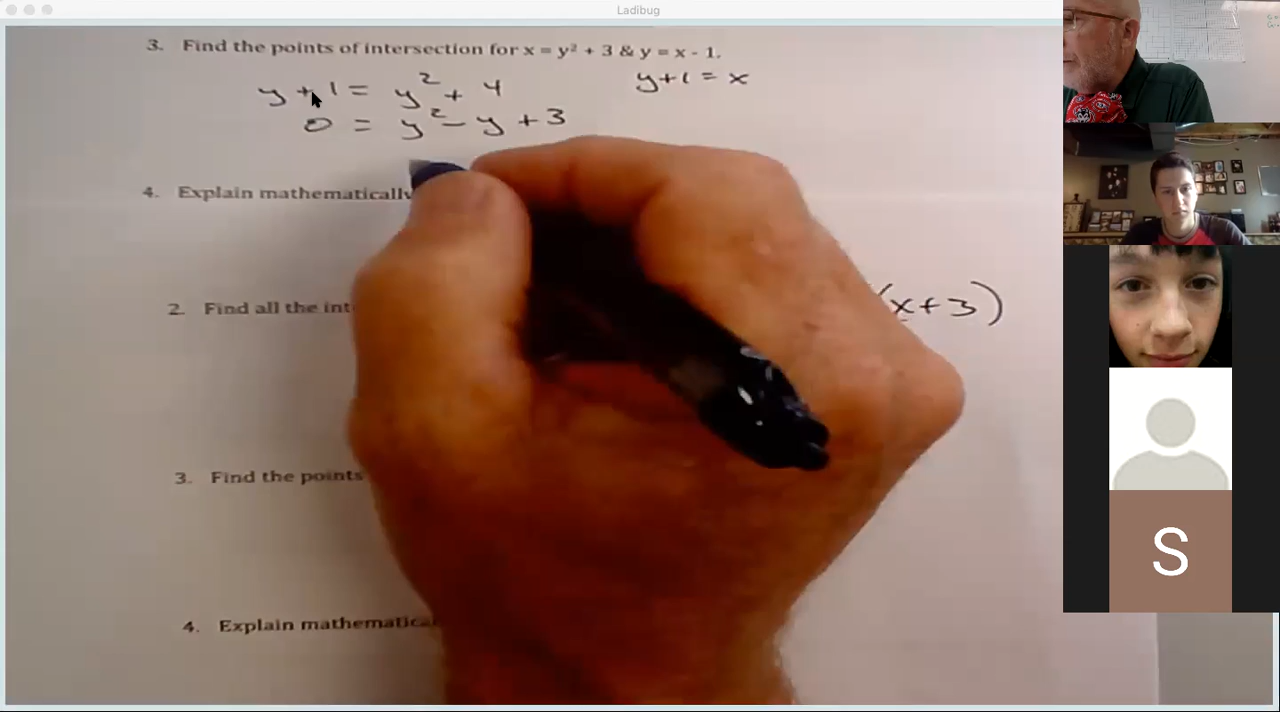 Ladibug
3. Find the points of intersection for x = y² + 3 & y = x - 1.
y + 1 = y² + 4
y + 1 = x
0 = y² - y + 3
4. Explain mathematically
2. Find all the int
(x + 3)
3. Find the points
4. Explain mathematica
S